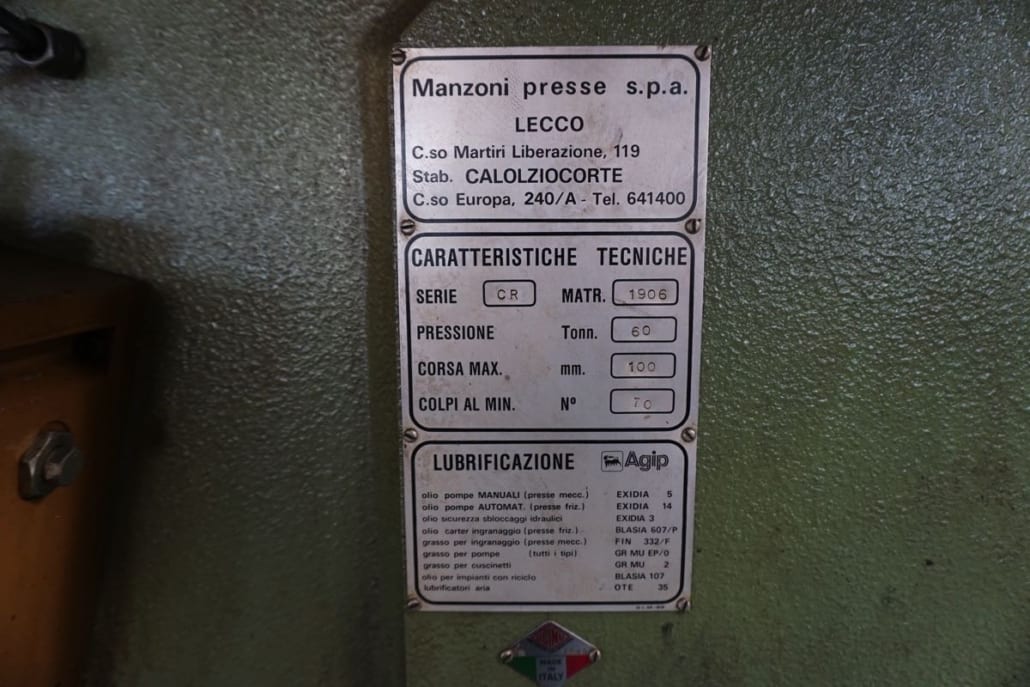 Manzoni presse s.p.a.
LECCO
C.so Martiri Liberazione, 119
Stab. CALOLZIOCORTE
C.so Europa, 240/A - Tel. 641400
CARATTERISTICHE TECNICHE
SERIE CR MATR. 1906
PRESSIONE Tonn. 60
CORSA MAX. mm. 100
COLPI AL MIN. N° 70
LUBRIFICAZIONE Agip
olio pompe MANUALI (presse mecc.) EXIDIA 5
olio pompe AUTOMAT. (presse friz.) EXIDIA 14
olio sicurezza sbloccaggi idraulici EXIDIA 3
olio carter ingranaggio (presse friz.) BLASIA 607/P
grasso per ingranaggio (presse mecc.) FIN 332/F
grasso per pompe (tutti i tipi) GR MU EP/0
grasso per cuscinetti GR MU 2
olio per impianti con riciclo BLASIA 107
lubrificatori aria OTE 35
MADE
IN
ITALY